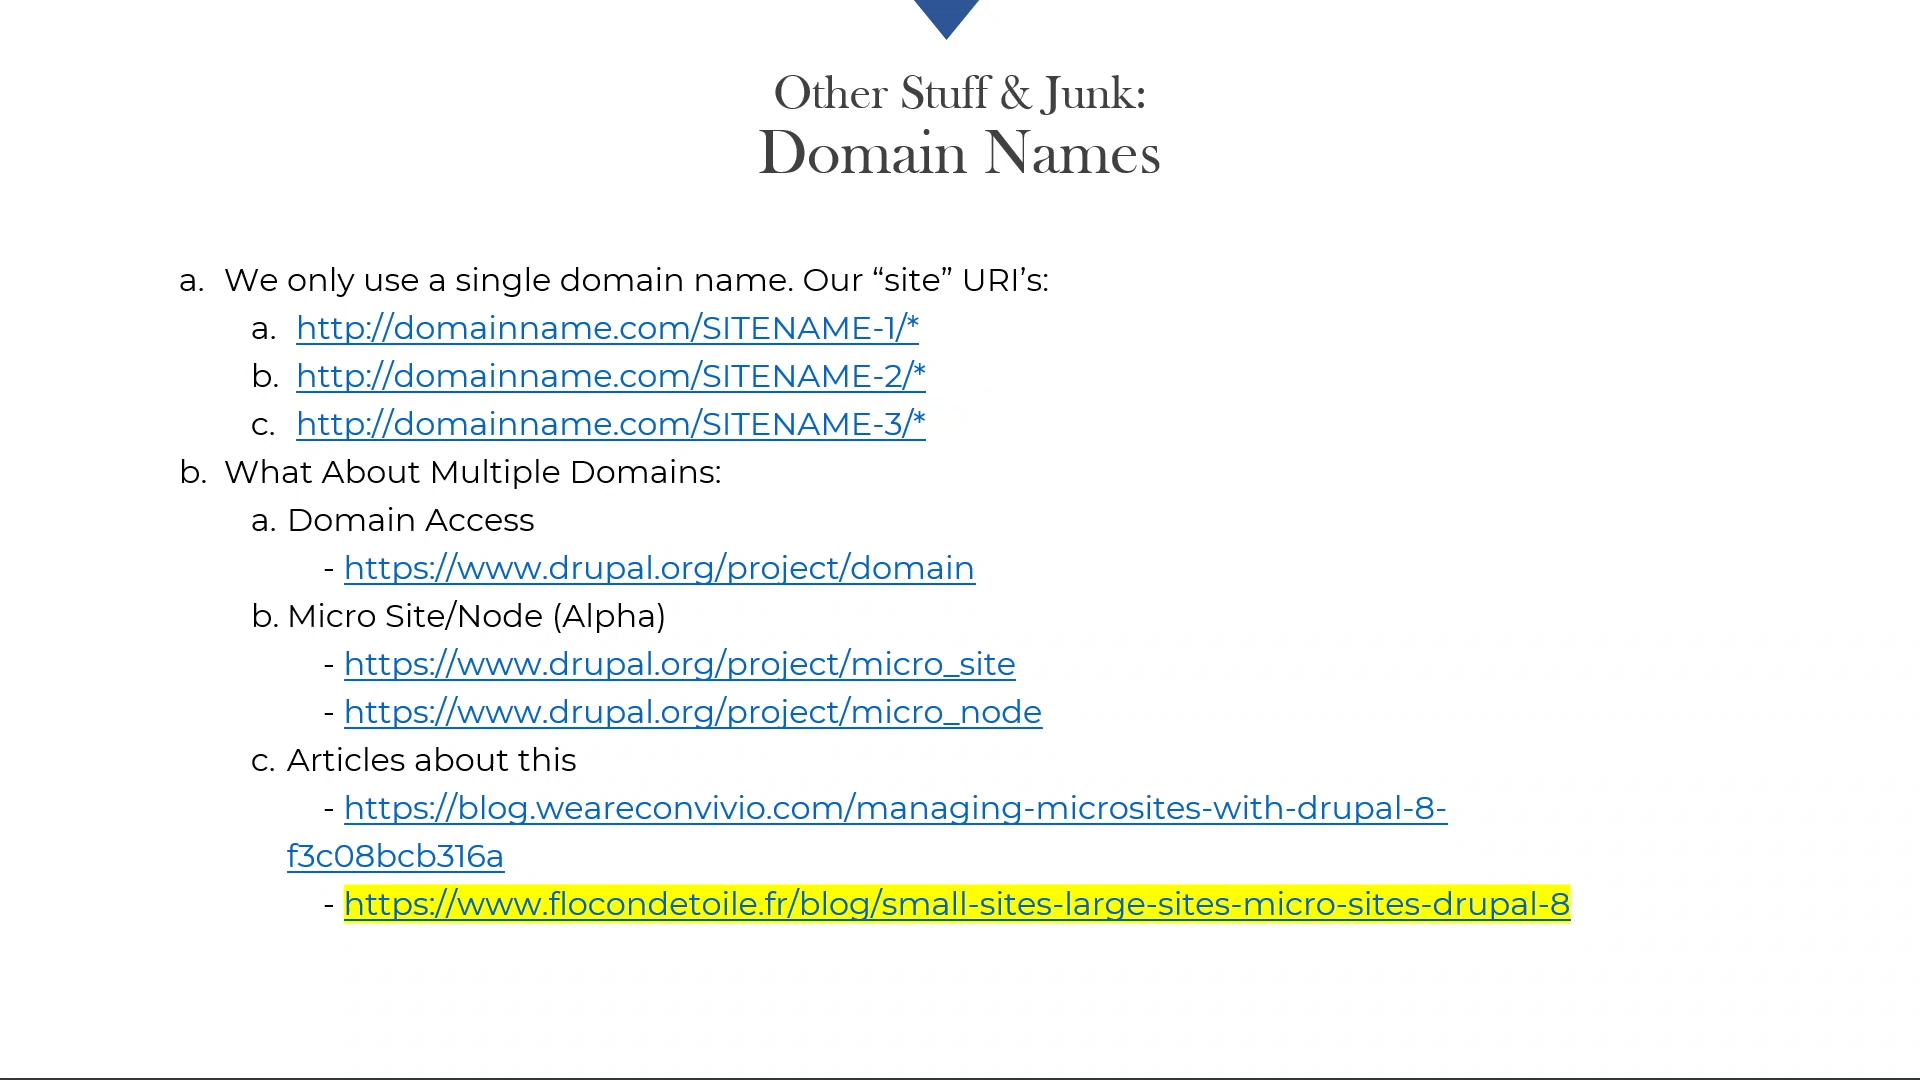 Other Stuff & Junk:
Domain Names
a. We only use a single domain name. Our “site” URI’s:
a. http://domainname.com/SITENAME-1/*
b. http://domainname.com/SITENAME-2/*
c. http://domainname.com/SITENAME-3/*
b. What About Multiple Domains:
a. Domain Access
- https://www.drupal.org/project/domain
b. Micro Site/Node (Alpha)
- https://www.drupal.org/project/micro_site
- https://www.drupal.org/project/micro_node
c. Articles about this
- https://blog.weareconvivio.com/managing-microsites-with-drupal-8-
f3c08bcb316a
- https://www.flocondetoile.fr/blog/small-sites-large-sites-micro-sites-drupal-8